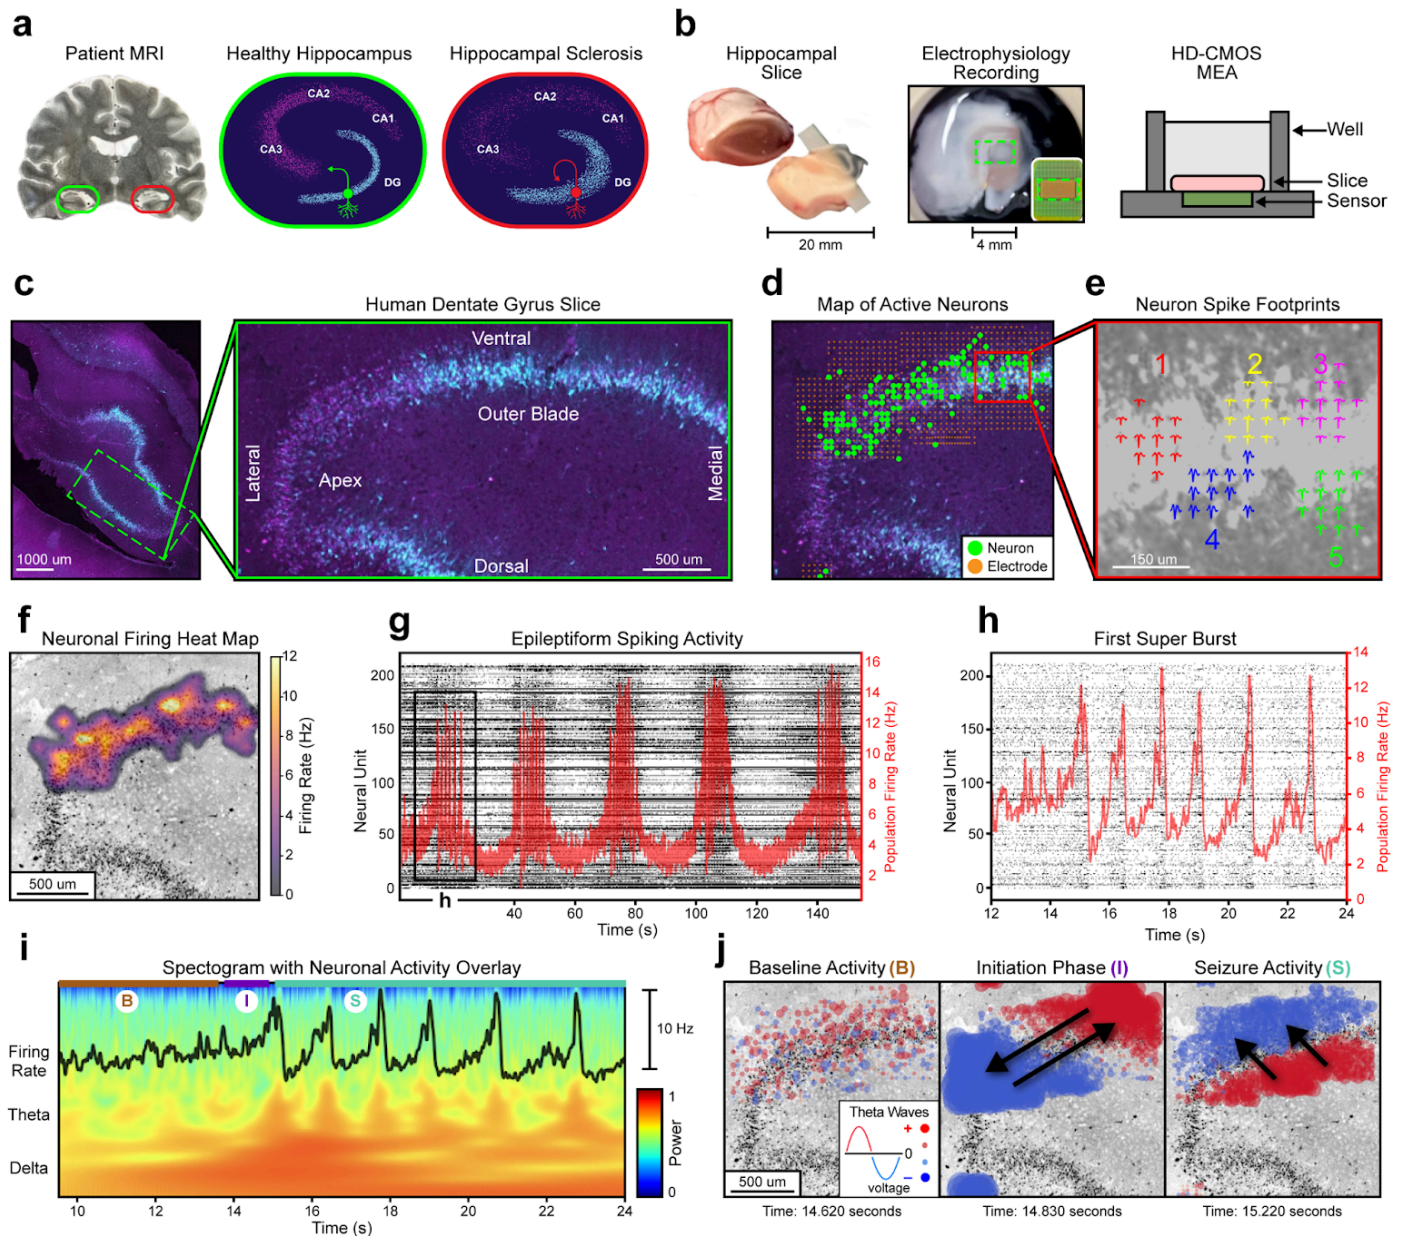 a
Patient MRI
Healthy Hippocampus
Hippocampal Sclerosis
CA2
CA1
CA3
DG
CA2
CA1
CA3
DG
b
Hippocampal
Slice
Electrophysiology
Recording
HD-CMOS
MEA
Well
Slice
Sensor
20 mm
4 mm
c
Human Dentate Gyrus Slice
1000 um
Ventral
Outer Blade
Lateral
Apex
Medial
Dorsal
500 um
d
Map of Active Neurons
Neuron
Electrode
e
Neuron Spike Footprints
1
2
3
4
5
150 um
f
Neuronal Firing Heat Map
500 um
12
10
8
6
4
2
0
Firing Rate (Hz)
g
Epileptiform Spiking Activity
200
150
100
50
0
Neural Unit
16
14
12
10
8
6
4
2
Population Firing Rate (Hz)
h
40
60
80
100
120
140
Time (s)
h
First Super Burst
200
150
100
50
0
Neural Unit
14
12
10
8
6
4
2
0
Population Firing Rate (Hz)
12
14
16
18
20
22
24
Time (s)
i
Spectogram with Neuronal Activity Overlay
B
I
S
Firing
Rate
Theta
Delta
10 Hz
1
0
Power
10
12
14
16
18
20
22
24
Time (s)
j
Baseline Activity (B)
Initiation Phase (I)
Seizure Activity (S)
Theta Waves
+
0
−
voltage
500 um
Time: 14.620 seconds
Time: 14.830 seconds
Time: 15.220 seconds